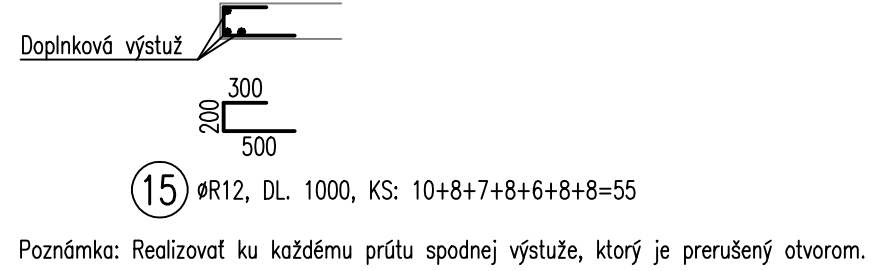 Doplnková výstuž
300
200
500
15 øR12, DL. 1000, KS: 10+8+7+8+6+8+8=55
Poznámka: Realizovať ku každému prútu spodnej výstuže, ktorý je prerušený otvorom.